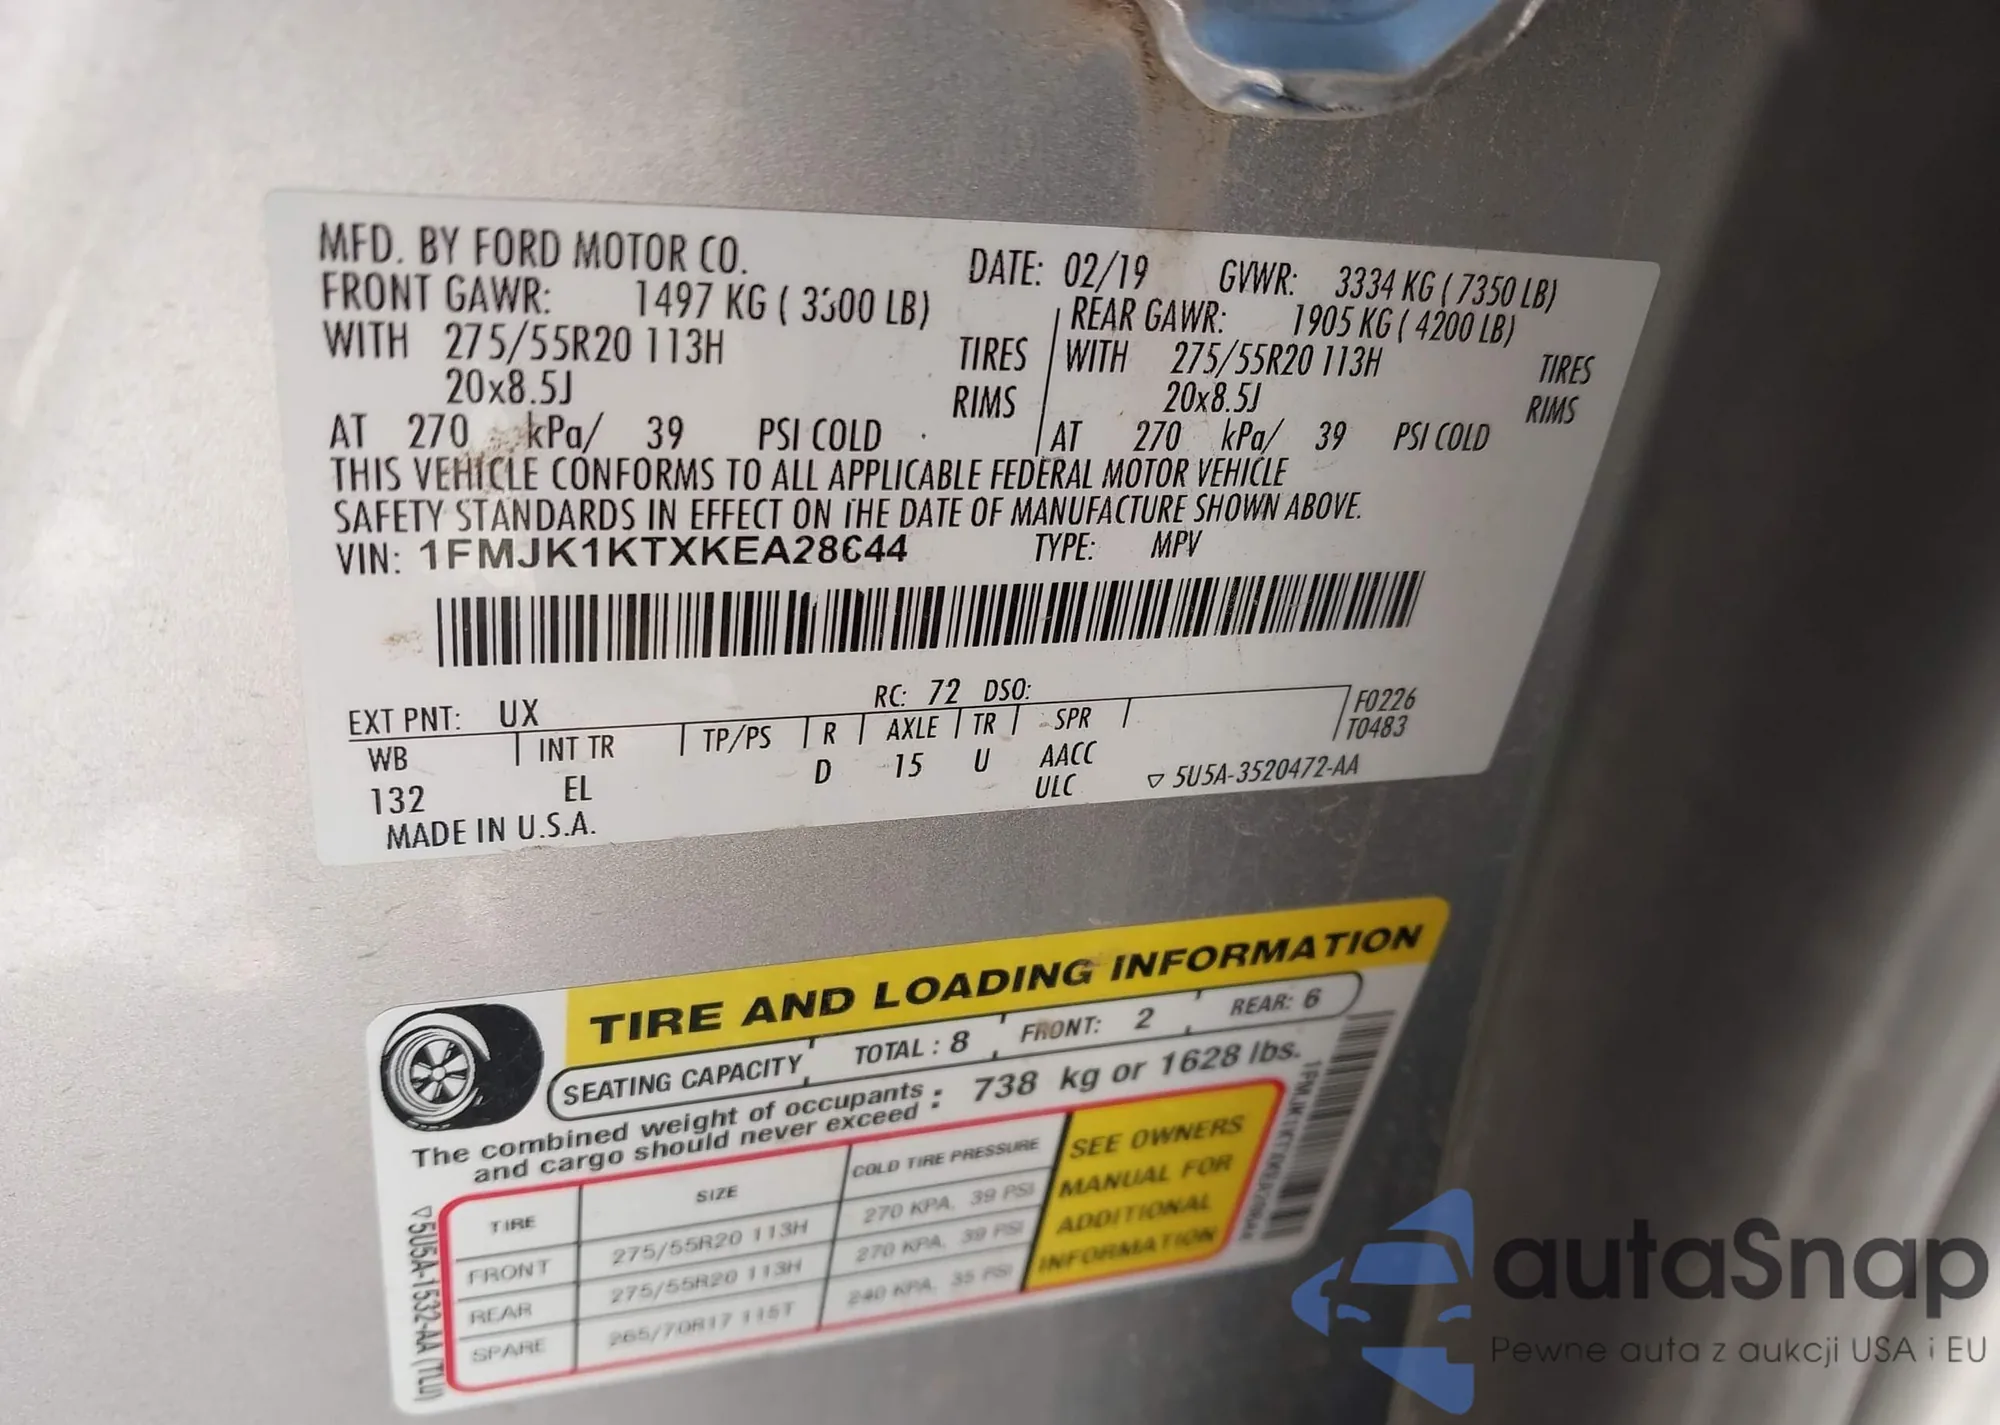 MFD. BY FORD MOTOR CO.
DATE: 02/19 GVWR: 3334 KG ( 7350 LB)
FRONT GAWR: 1497 KG ( 3300 LB)
REAR GAWR: 1905 KG ( 4200 LB)
WITH 275/55R20 113H TIRES
WITH 275/55R20 113H TIRES
20x8.5J RIMS
20x8.5J RIMS
AT 270 kPa/ 39 PSI COLD
AT 270 kPa/ 39 PSI COLD
THIS VEHICLE CONFORMS TO ALL APPLICABLE FEDERAL MOTOR VEHICLE
SAFETY STANDARDS IN EFFECT ON THE DATE OF MANUFACTURE SHOWN ABOVE.
VIN: TYPE: MPV
EXT PNT: UX RC: 72 DSO:
WB INT TR TP/PS R AXLE TR SPR F0226
T0483
132 EL D 15 U AACC
ULC
5U5A-3520472-AA
MADE IN U.S.A.
TIRE AND LOADING INFORMATION
SEATING CAPACITY TOTAL : 8 FRONT: 2 REAR: 6
The combined weight of occupants
and cargo should never exceed : 738 kg or 1628 lbs.
TIRE SIZE COLD TIRE PRESSURE
FRONT 275/55R20 113H 270 KPA, 39 PSI
REAR 275/55R20 113H 270 KPA, 39 PSI
SPARE 265/70R17 115T 240 KPA, 35 PSI
SEE OWNERS
MANUAL FOR
ADDITIONAL
INFORMATION
5U5A-1532-AA (TLU)
autaSnap
Pewne auta z aukcji USA i EU